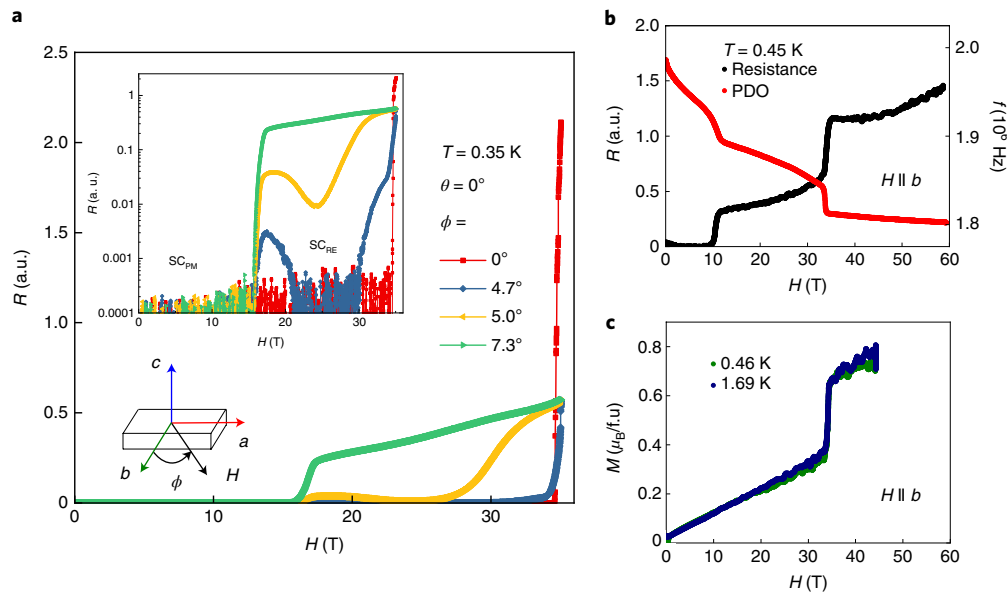 a
2.5
2.0
1.5
1.0
0.5
0
R (a.u.)
0
10
20
30
H (T)
T = 0.35 K
θ = 0°
ϕ =
0°
4.7°
5.0°
7.3°
1
0.1
0.01
0.001
0.0001
R (a. u.)
SC_PM
SC_RE
0
10
20
30
H (T)
c
a
b
ϕ
H
b
2.0
1.5
1.0
0.5
0
R (a.u.)
T = 0.45 K
Resistance
PDO
H ∥ b
2.0
1.9
1.8
f (10⁶ Hz)
0 10 20 30 40 50 60
H (T)
c
0.8
0.6
0.4
0.2
0
M (μ_B/f.u)
0.46 K
1.69 K
H ∥ b
0 10 20 30 40 50 60
H (T)